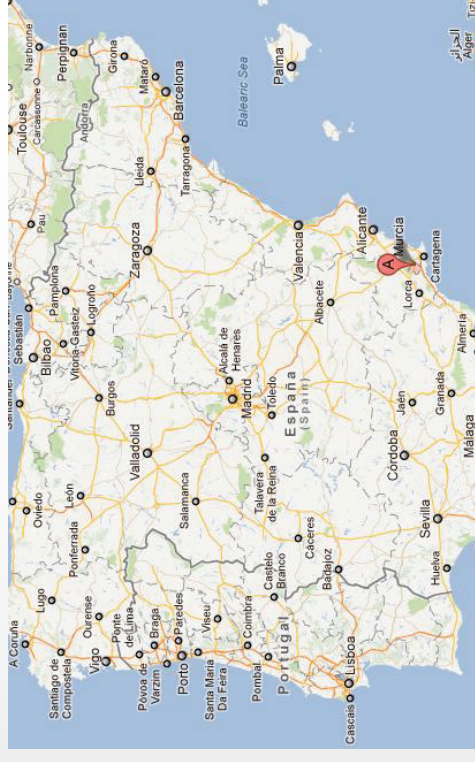 A Coruña
Lugo
Oviedo
Santiago de
Compostela
Sebastián
Pau
Toulouse
Carcassonne
Narbonne
Perpignan
Vigo
Ourense
Ponferrada
León
Bilbao
Vitoria-Gasteiz
Pamplona
Logroño
Andorra
Girona
Ponte
de Lima
Braga
Póvoa de
Varzim
Paredes
Porto
Burgos
Valladolid
Zaragoza
Lleida
Mataró
Barcelona
Tarragona
Santa Maria
Da Feira
Viseu
Salamanca
Coimbra
Pombal
Portugal
Castelo
Branco
Alcalá de
Henarés
Madrid
Toledo
Talavera
de la Reina
España
(Spain)
Balearic Sea
Palma
Cáceres
Badajoz
Valencia
Albacete
Lisboa
Cascais
Alicante
A
Murcia
Lorca
Cartagena
Córdoba
Jaén
Sevilla
Huelva
Granada
Almería
Málaga
الجزائر
Alger